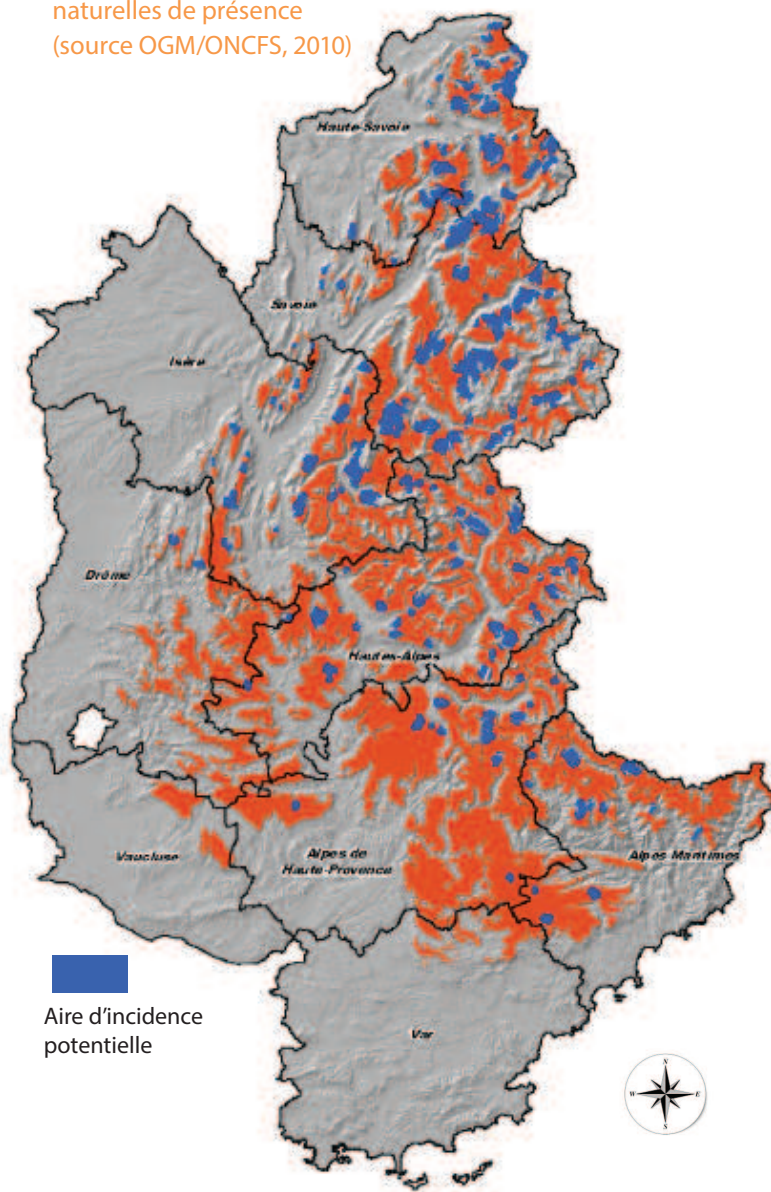 naturelles de présence
(source OGM/ONCFS, 2010)
Haute-Savoie
Savoie
Isère
Drôme
Hautes-Alpes
Vaucluse
Alpes de
Haute-Provence
Alpes Maritimes
Aire d'incidence
potentielle
Var
N
W E
S